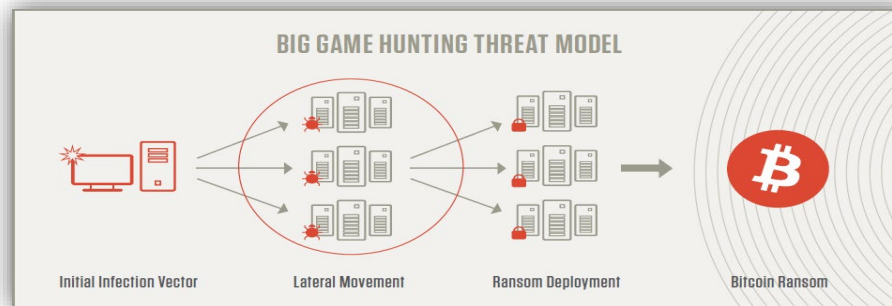 BIG GAME HUNTING THREAT MODEL
Initial Infection Vector
Lateral Movement
Ransom Deployment
Bitcoin Ransom